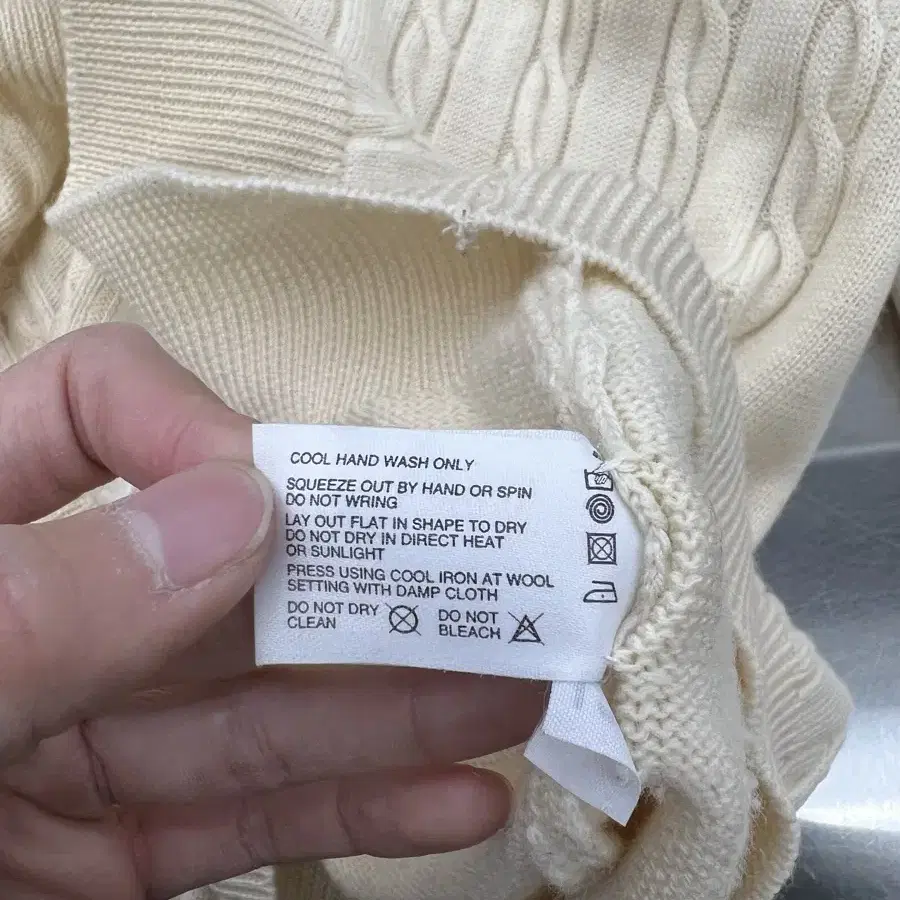 COOL HAND WASH ONLY
SQUEEZE OUT BY HAND OR SPIN
DO NOT WRING
LAY OUT FLAT IN SHAPE TO DRY
DO NOT DRY IN DIRECT HEAT
OR SUNLIGHT
PRESS USING COOL IRON AT WOOL
SETTING WITH DAMP CLOTH
DO NOT DRY
CLEAN
DO NOT
BLEACH